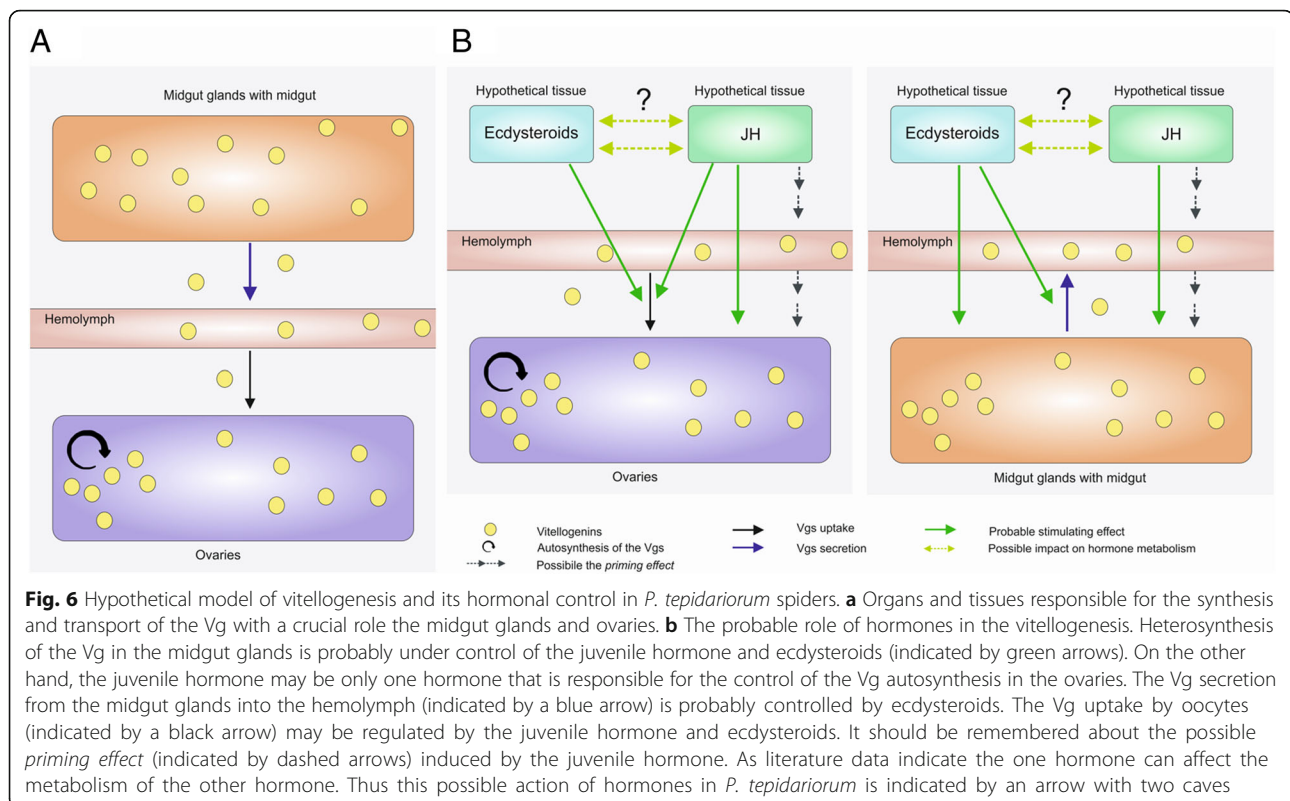 A
Midgut glands with midgut
Hemolymph
Ovaries
B
Hypothetical tissue
?
Hypothetical tissue
Ecdysteroids
JH
Hemolymph
Ovaries
Hypothetical tissue
?
Hypothetical tissue
Ecdysteroids
JH
Hemolymph
Midgut glands with midgut
Vitellogenins
Autosynthesis of the Vgs
Possibile the priming effect
Vgs uptake
Vgs secretion
Probable stimulating effect
Possible impact on hormone metabolism
Fig. 6 Hypothetical model of vitellogenesis and its hormonal control in P. tepidariorum spiders. a Organs and tissues responsible for the synthesis
and transport of the Vg with a crucial role the midgut glands and ovaries. b The probable role of hormones in the vitellogenesis. Heterosynthesis
of the Vg in the midgut glands is probably under control of the juvenile hormone and ecdysteroids (indicated by green arrows). On the other
hand, the juvenile hormone may be only one hormone that is responsible for the control of the Vg autosynthesis in the ovaries. The Vg secretion
from the midgut glands into the hemolymph (indicated by a blue arrow) is probably controlled by ecdysteroids. The Vg uptake by oocytes
(indicated by a black arrow) may be regulated by the juvenile hormone and ecdysteroids. It should be remembered about the possible
priming effect (indicated by dashed arrows) induced by the juvenile hormone. As literature data indicate the one hormone can affect the
metabolism of the other hormone. Thus this possible action of hormones in P. tepidariorum is indicated by an arrow with two caves